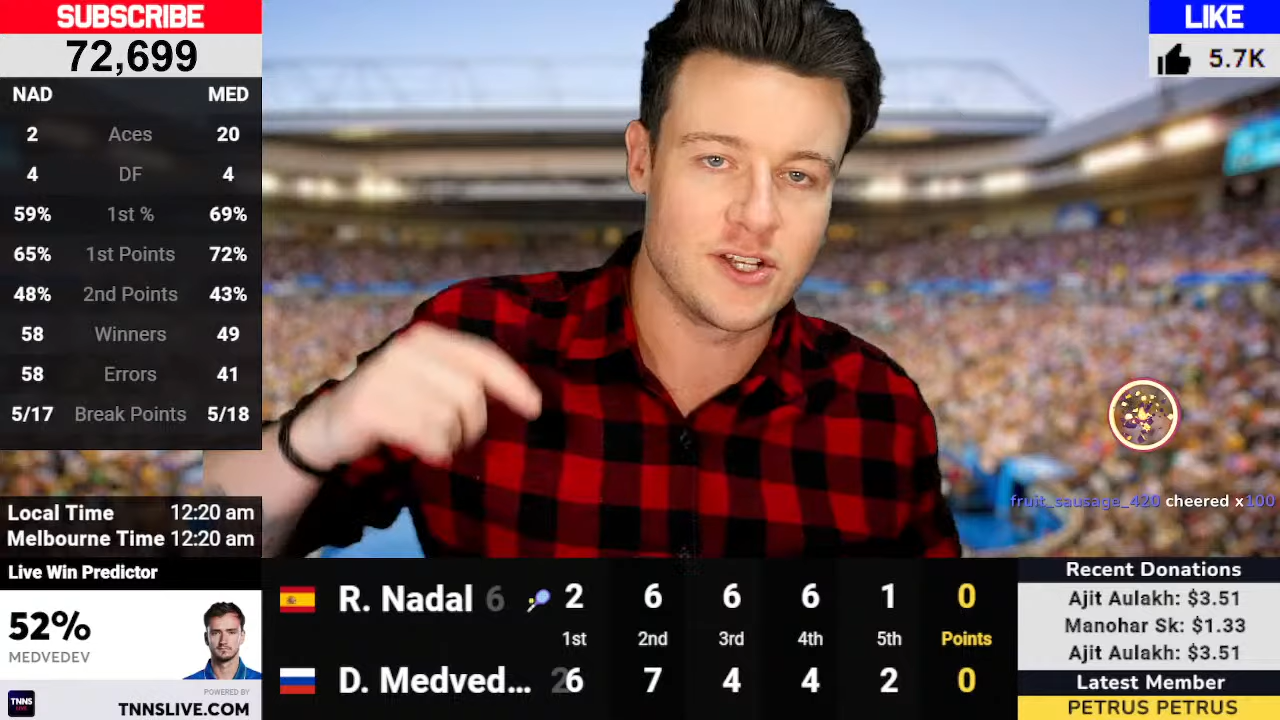 SUBSCRIBE
72,699
NAD MED
2 Aces 20
4 DF 4
59% 1st % 69%
65% 1st Points 72%
48% 2nd Points 43%
58 Winners 49
58 Errors 41
5/17 Break Points 5/18
Local Time 12:20 am
Melbourne Time 12:20 am
Live Win Predictor
52%
MEDVEDEV
TNNS
LIVE
POWERED BY
TNNSLIVE.COM
LIKE
5.7K
fruit_sausage_420 cheered x100
R. Nadal 6 2 6 6 6 1 0
1st 2nd 3rd 4th 5th Points
D. Medved... 2 6 7 4 4 2 0
Recent Donations
Ajit Aulakh: $3.51
Manohar Sk: $1.33
Ajit Aulakh: $3.51
Latest Member
PETRUS PETRUS